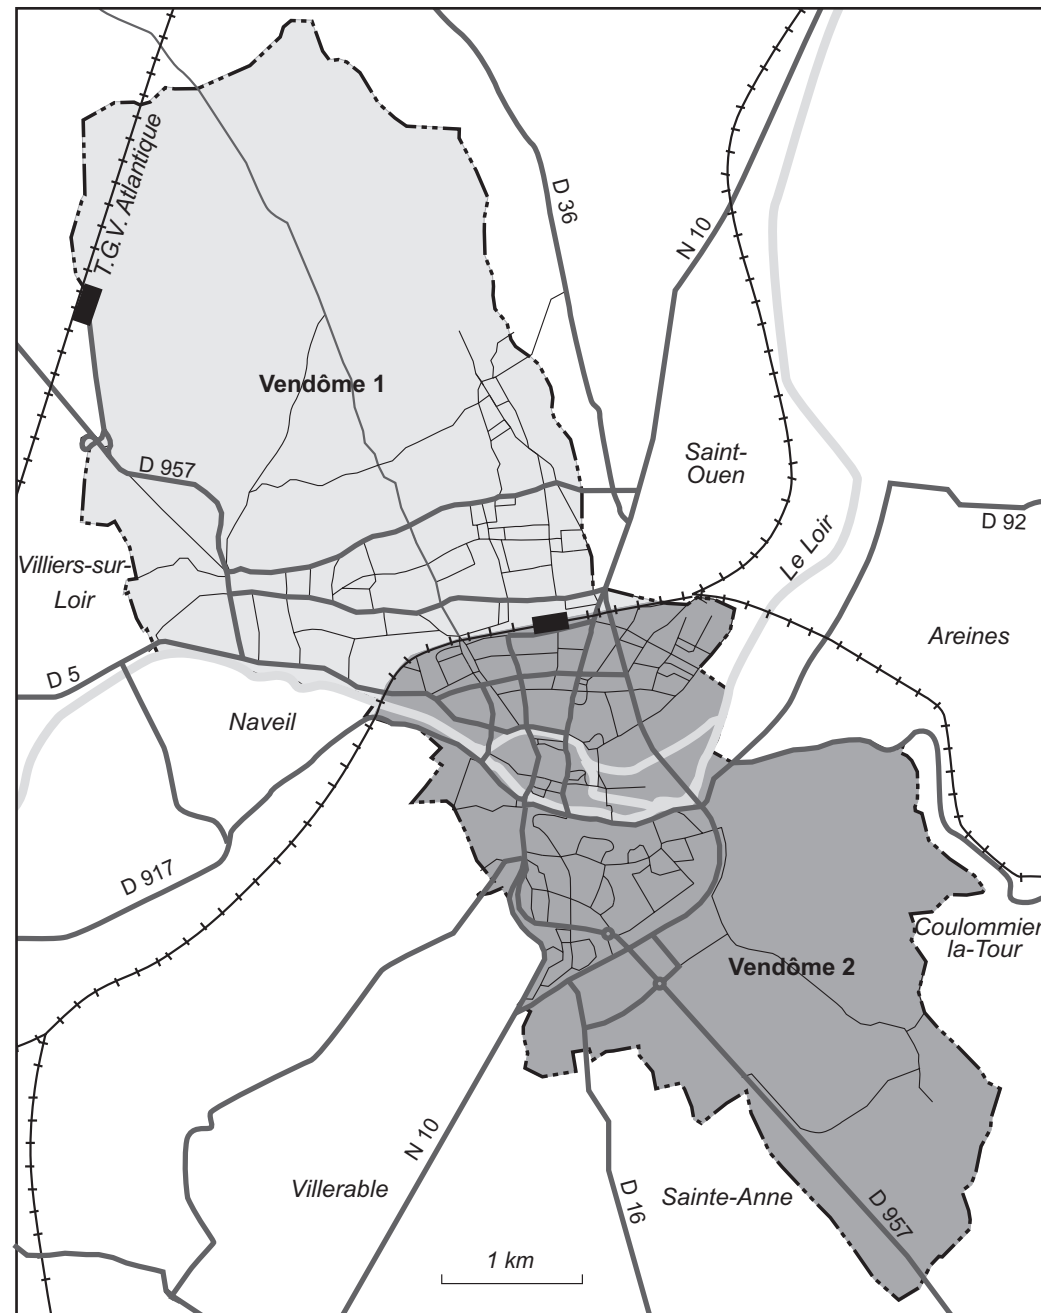 T.G.V. Atlantique
D 36
N 10
Vendôme 1
Saint-
Ouen
D 957
D 92
Le Loir
Villiers-sur-
Loir
Areines
D 5
Naveil
D 917
Coulommier
la-Tour
Vendôme 2
N 10
Villerable
D 16
Sainte-Anne
D 957
1 km